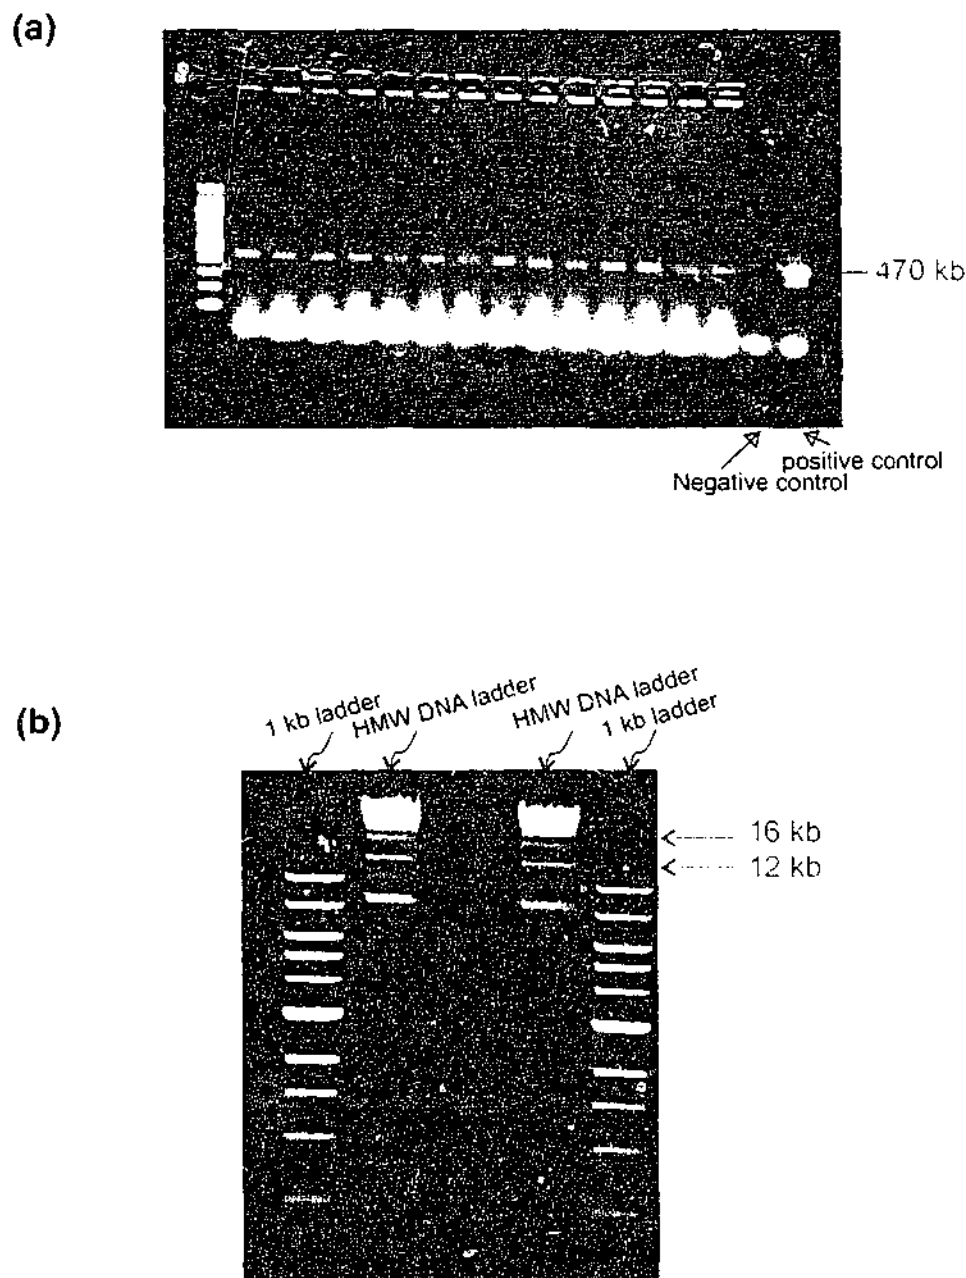 (a)
470 kb
positive control
Negative control
(b)
1 kb ladder
HMW DNA ladder
HMW DNA ladder
1 kb ladder
16 kb
12 kb